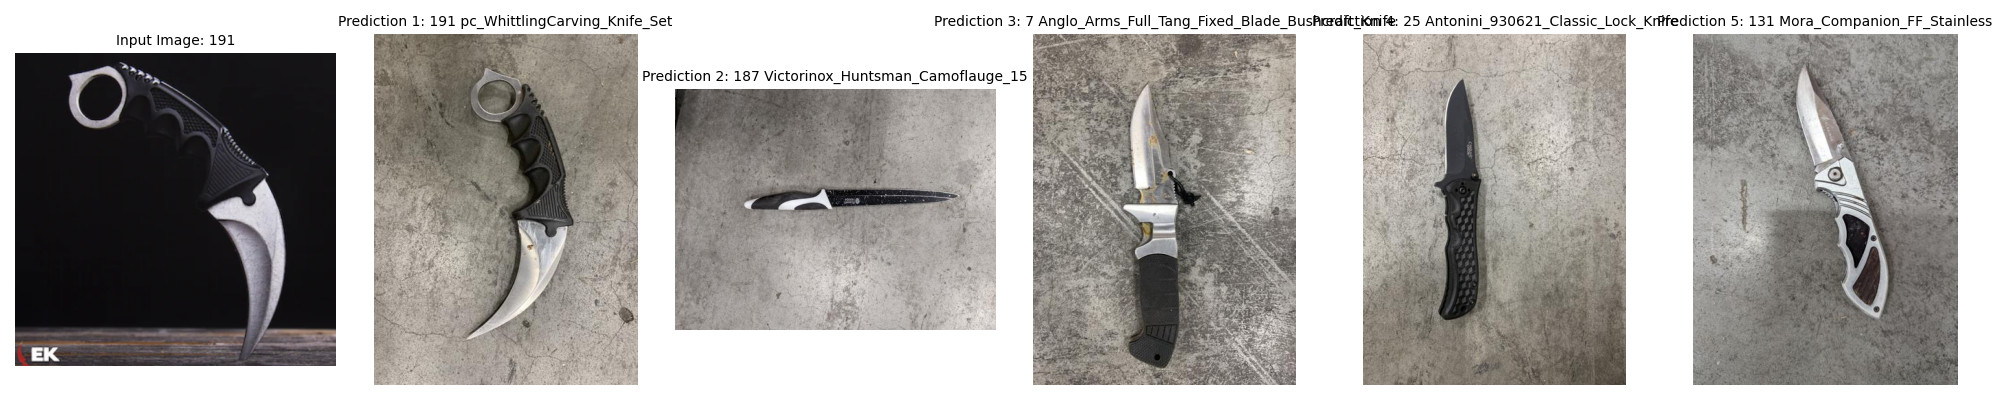 Input Image: 191
Prediction 1: 191 pc_WhittlingCarving_Knife_Set
Prediction 2: 187 Victorinox_Huntsman_Camoflauge_15
Prediction 3: 7 Anglo_Arms_Full_Tang_Fixed_Blade_Bushcraft_Knife
Prediction 4: 25 Antonini_930621_Classic_Lock_Knife
Prediction 5: 131 Mora_Companion_FF_Stainless
EK